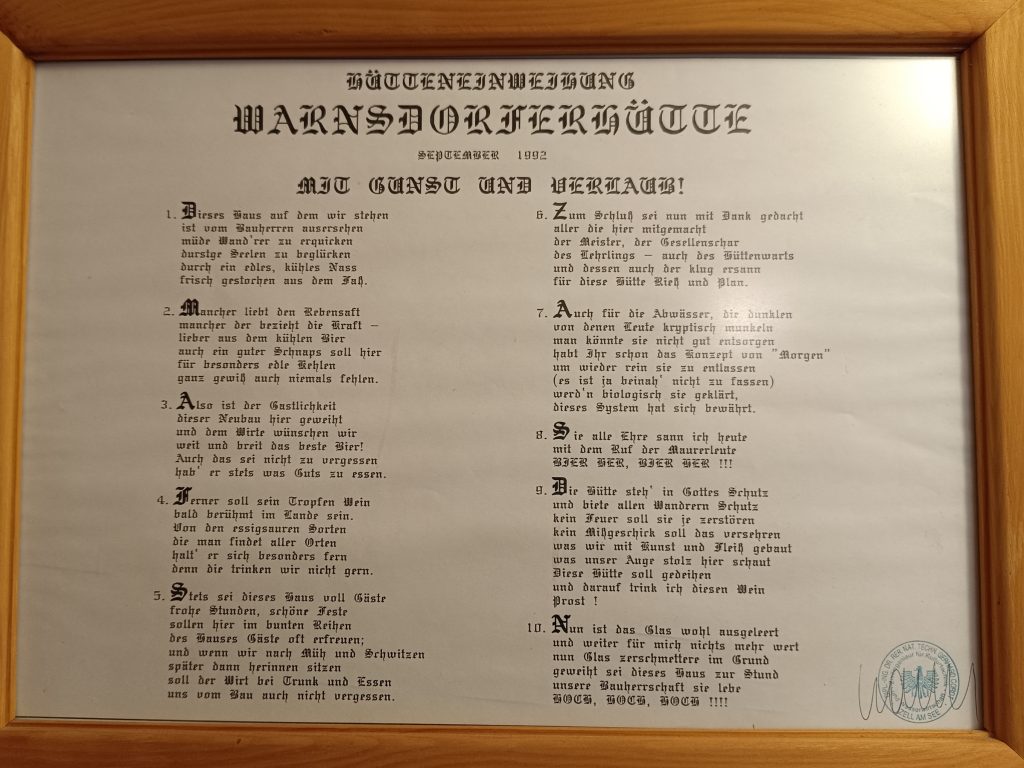 HÜTTENEINWEIHUNG
WARNSDORFERHÜTTE
SEPTEMBER 1992
MIT GUNST UND VERLAUB!
1. Dieses Haus auf dem wir stehen
ist vom Bauherren ausersehen
müde Wand'rer zu erquicken
durstge Seelen zu beglücken
durch ein edles, kühles Nass
frisch gestochen aus dem Faß.
2. Mancher liebt den Rebensaft
mancher der bezieht die Kraft –
lieber aus dem kühlen Bier
auch ein guter Schnaps soll hier
für besonders edle Kehlen
ganz gewiß auch niemals fehlen.
3. Also ist der Gastlichkeit
dieser Neubau hier geweiht
und dem Wirte wünschen wir
weit und breit das beste Bier!
Auch das sei nicht zu vergessen
hab' er stets was Guts zu essen.
4. Ferner soll sein Tropfen Wein
bald berühmt im Lande sein.
Von den essigsauren Sorten
die man findet aller Orten
halt' er sich besonders fern
denn die trinken wir nicht gern.
5. Stets sei dieses Haus voll Gäste
frohe Stunden, schöne Feste
sollen hier im bunten Reihen
des Hauses Gäste oft erfreuen;
und wenn wir nach Müh und Schwitzen
später dann herinnen sitzen
soll der Wirt bei Trunk und Essen
uns vom Bau auch nicht vergessen.
6. Zum Schluß sei nun mit Dank gedacht
aller die hier mitgemacht
der Meister, der Gesellenschar
des Lehrlings – auch des Hüttenwarts
und dessen auch der klug ersann
für diese Hütte Rieß und Plan.
7. Auch für die Abwässer, die dunklen
von denen Leute kryptisch munkeln
man könnte sie nicht gut entsorgen
habt Ihr schon das Konzept von "Morgen"
um wieder rein sie zu entlassen
(es ist ja beinah' nicht zu fassen)
werd'n biologisch sie geklärt,
dieses System hat sich bewährt.
8. Sie alle Ehre sann ich heute
mit dem Ruf der Maurerleute
BIER HER, BIER HER !!!
9. Die Hütte steh' in Gottes Schutz
und biete allen Wandrern Schutz
kein Feuer soll sie je zerstören
kein Mißgeschick soll das versehren
was wir mit Kunst und Fleiß gebaut
was unser Auge stolz hier schaut
Diese Hütte soll gedeihen
und darauf trink ich diesen Wein
Prost !
10. Nun ist das Glas wohl ausgeleert
und weiter für mich nichts mehr wert
nun Glas zerschmettere im Grund
geweiht sei dieses Haus zur Stund
unsere Bauherrschaft sie lebe
HOCH, HOCH, HOCH !!!!
ZELL AM SEE